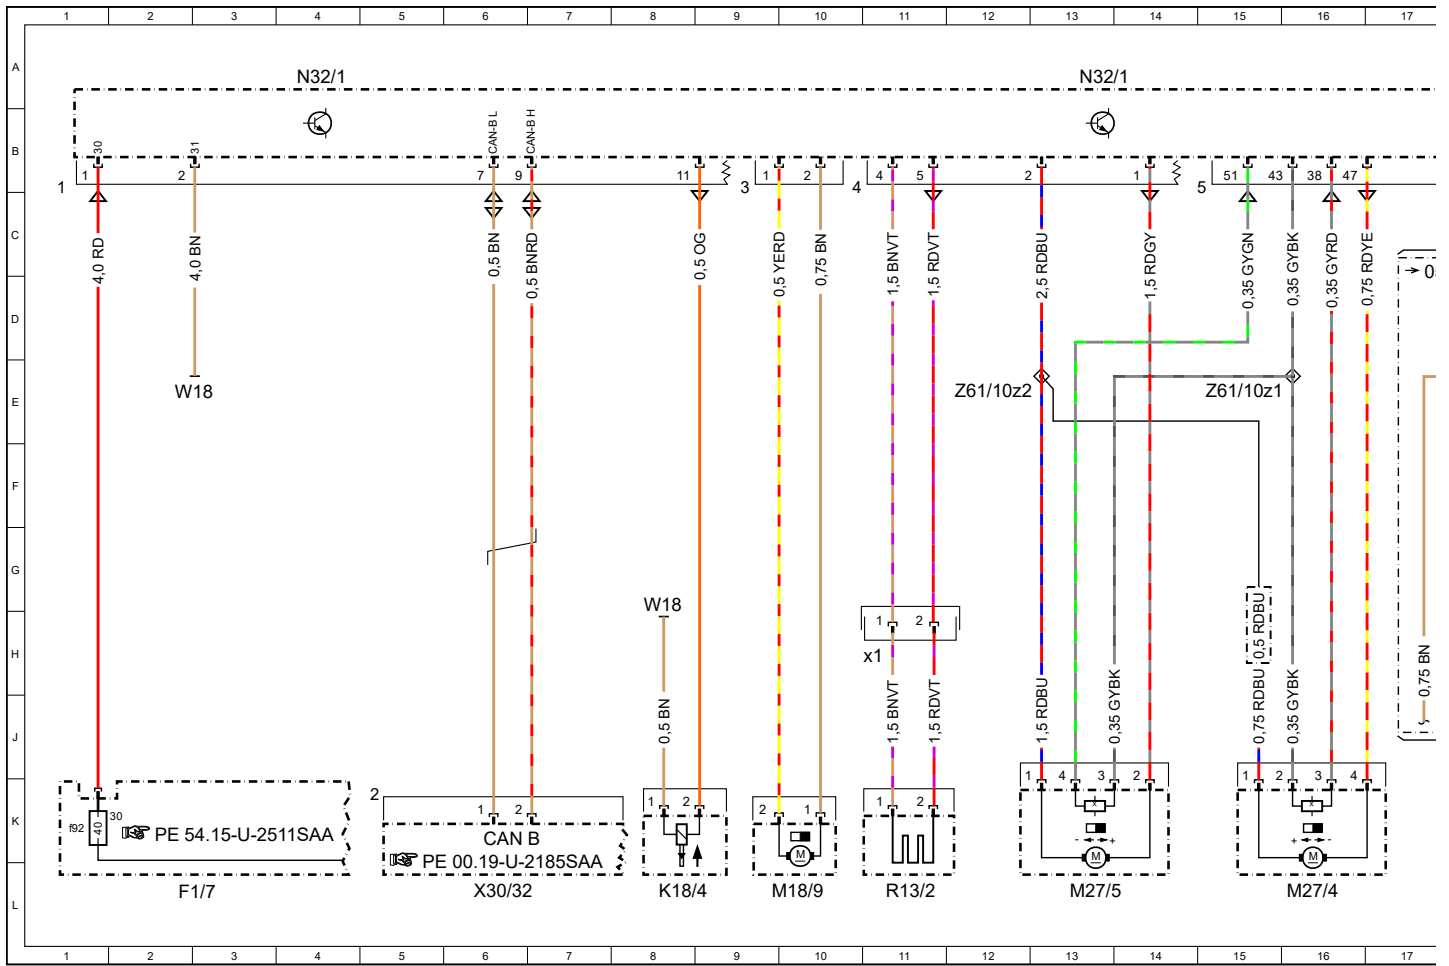 1 2 3 4 5 6 7 8 9 10 11 12 13 14 15 16 17
A
N32/1 N32/1
B
30 31 CAN-B L CAN-B H
1 1 2 7 9 11 3 1 2 4 4 5 2 1 5 51 43 38 47
C
4,0 RD 4,0 BN 0,5 BN 0,5 BNRD 0,5 OG 0,5 YERD 0,75 BN 1,5 BNVT 1,5 RDVT 2,5 RDBU 1,5 RDGY 0,35 GYGN 0,35 GYBK 0,35 GYRD 0,75 RDYE
D
W18 Z61/10z2 Z61/10z1
E
F
G
W18
1 2
x1
H
0,5 RDBU
0,5 BN 1,5 BNVT 1,5 RDVT 1,5 RDBU 0,35 GYBK 0,75 RDBU 0,35 GYBK 0,75 BN
J
1 4 3 2 1 2 3 4
2 1 2 1 2 2 1 1 2
K
f92 40 30 PE 54.15-U-2511SAA
CAN B
PE 00.19-U-2185SAA
x x
- + + -
M M M
F1/7 X30/32 K18/4 M18/9 R13/2 M27/5 M27/4
L
1 2 3 4 5 6 7 8 9 10 11 12 13 14 15 16 17